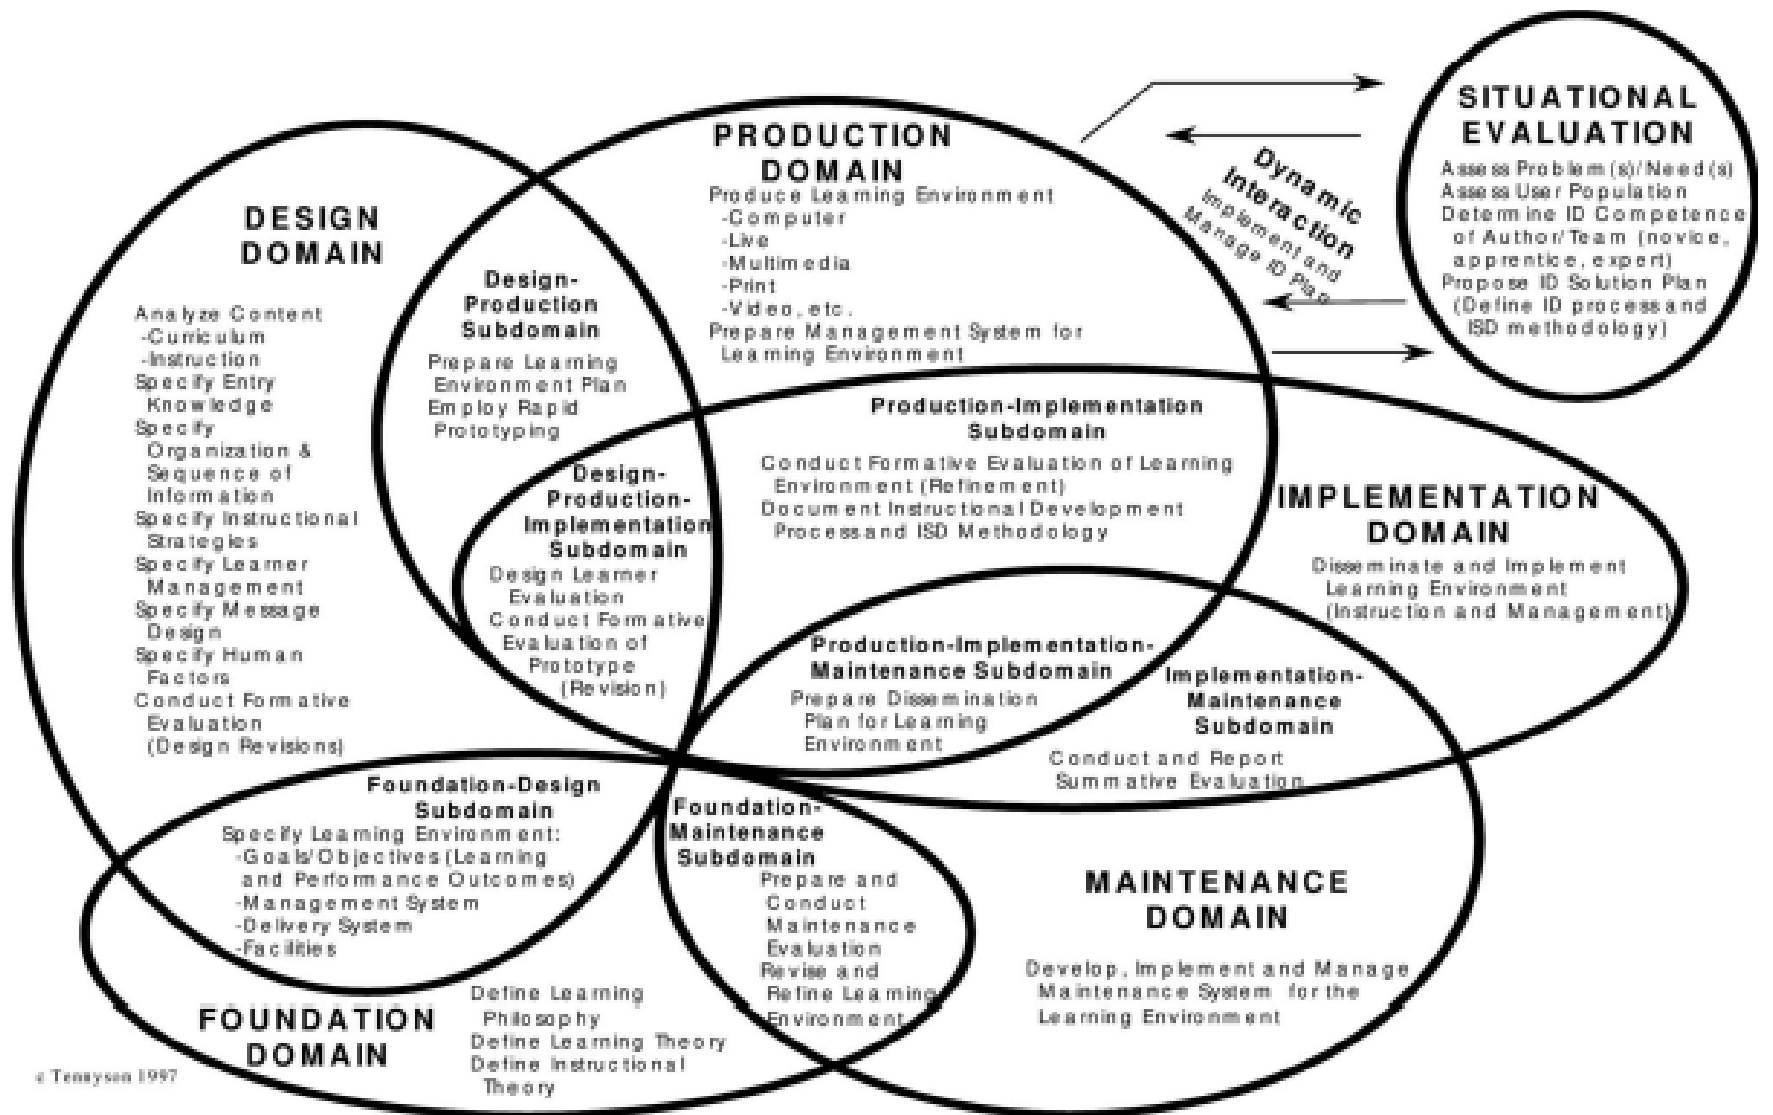 SITUATIONAL
EVALUATION
Assess Problem(s)/Need(s)
Assess User Population
Determine ID Competence
of Author/Team (novice,
apprentice, expert)
Propose ID Solution Plan
(Define ID process and
ISD methodology)
Dynamic
Interaction
Implement and
Manage ID Plan
PRODUCTION
DOMAIN
Produce Learning Environment
-Computer
-Live
-Multimedia
-Print
-Video, etc.
Prepare Management System for
Learning Environment
DESIGN
DOMAIN
Analyze Content
-Curriculum
-Instruction
Specify Entry
Knowledge
Specify
Organization &
Sequence of
Information
Specify Instructional
Strategies
Specify Learner
Management
Specify Message
Design
Specify Human
Factors
Conduct Formative
Evaluation
(Design Revisions)
Design-
Production
Subdomain
Prepare Learning
Environment Plan
Employ Rapid
Prototyping
Design-
Production-
Implementation
Subdomain
Design Learner
Evaluation
Conduct Formative
Evaluation of
Prototype
(Revision)
Production-Implementation
Subdomain
Conduct Formative Evaluation of Learning
Environment (Refinement)
Document Instructional Development
Process and ISD Methodology
IMPLEMENTATION
DOMAIN
Disseminate and Implement
Learning Environment
(Instruction and Management)
Production-Implementation-
Maintenance Subdomain
Prepare Dissemination
Plan for Learning
Environment
Implementation-
Maintenance
Subdomain
Conduct and Report
Summative Evaluation
Foundation-Design
Subdomain
Specify Learning Environment:
-Goals/Objectives (Learning
and Performance Outcomes)
-Management System
-Delivery System
-Facilities
Foundation-
Maintenance
Subdomain
Prepare and
Conduct
Maintenance
Evaluation
Revise and
Refine Learning
Environment
MAINTENANCE
DOMAIN
Develop, Implement and Manage
Maintenance System for the
Learning Environment
FOUNDATION
DOMAIN
Define Learning
Philosophy
Define Learning Theory
Define Instructional
Theory
c Tennyson 1997